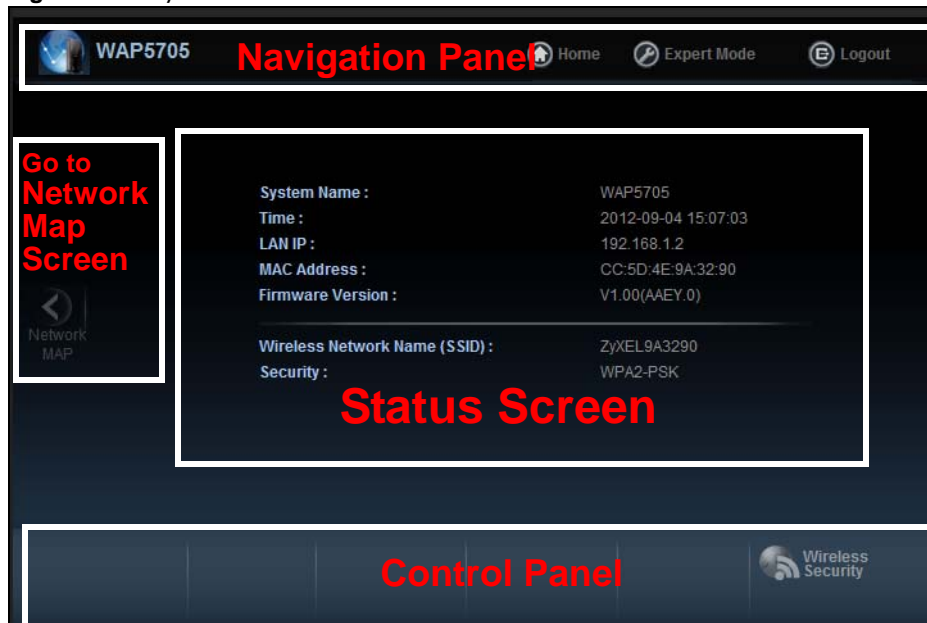 WAP5705
Navigation Panel
Home
Expert Mode
Logout
Go to
Network
Map
Screen
Network
MAP
System Name : WAP5705
Time : 2012-09-04 15:07:03
LAN IP : 192.168.1.2
MAC Address : CC:5D:4E:9A:32:90
Firmware Version : V1.00(AAEY.0)
Wireless Network Name (SSID) : ZyXEL9A3290
Security : WPA2-PSK
Status Screen
Control Panel
Wireless
Security